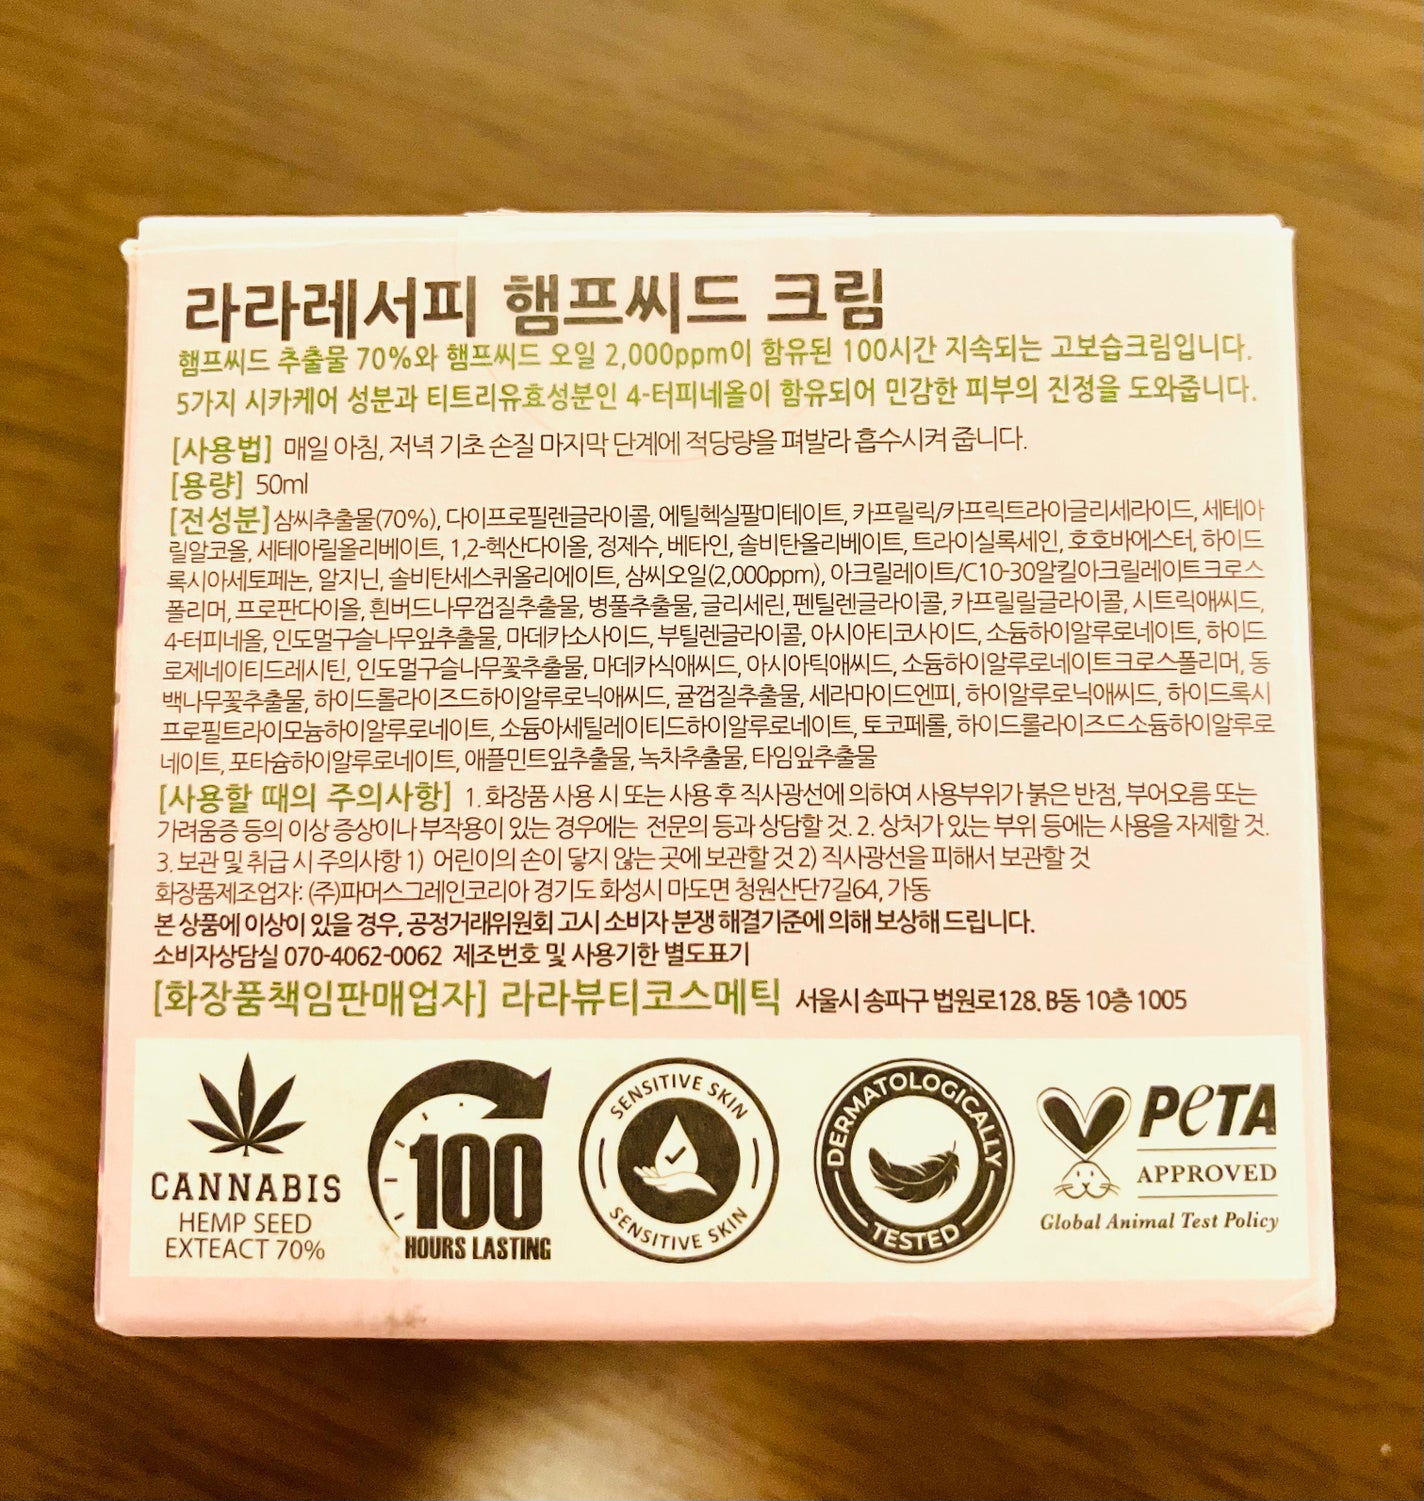 라라레서피 햄프씨드 크림
햄프씨드 추출물 70%와 햄프씨드 오일 2,000ppm이 함유된 100시간 지속되는 고보습크림입니다.
5가지 시카케어 성분과 티트리유효성분인 4-터피네올이 함유되어 민감한 피부의 진정을 도와줍니다.
[사용법] 매일 아침, 저녁 기초 손질 마지막 단계에 적당량을 펴발라 흡수시켜 줍니다.
[용량] 50ml
[전성분] 삼씨추출물(70%), 다이프로필렌글라이콜, 에틸헥실팔미테이트, 카프릴릭/카프릭트라이글리세라이드, 세테아
릴알코올, 세테아릴올리베이트, 1,2-헥산다이올, 정제수, 베타인, 솔비탄올리베이트, 트라이실록세인, 호호바에스터, 하이드
록시아세토페논, 알지닌, 솔비탄세스퀴올리에이트, 삼씨오일(2,000ppm), 아크릴레이트/C10-30알킬아크릴레이트크로스
폴리머, 프로판다이올, 흰버드나무껍질추출물, 병풀추출물, 글리세린, 펜틸렌글라이콜, 카프릴릴글라이콜, 시트릭애씨드,
4-터피네올, 인도멀구슬나무잎추출물, 마데카소사이드, 부틸렌글라이콜, 아시아티코사이드, 소듐하이알루로네이트, 하이드
로제네이티드레시틴, 인도멀구슬나무꽃추출물, 마데카식애씨드, 아시아틱애씨드, 소듐하이알루로네이트크로스폴리머, 동
백나무꽃추출물, 하이드롤라이즈드하이알루로닉애씨드, 귤껍질추출물, 세라마이드엔피, 하이알루로닉애씨드, 하이드록시
프로필트라이모늄하이알루로네이트, 소듐아세틸레이티드하이알루로네이트, 토코페롤, 하이드롤라이즈드소듐하이알루로
네이트, 포타슘하이알루로네이트, 애플민트잎추출물, 녹차추출물, 타임잎추출물
[사용할 때의 주의사항] 1. 화장품 사용 시 또는 사용 후 직사광선에 의하여 사용부위가 붉은 반점, 부어오름 또는
가려움증 등의 이상 증상이나 부작용이 있는 경우에는 전문의 등과 상담할 것. 2. 상처가 있는 부위 등에는 사용을 자제할 것.
3. 보관 및 취급 시 주의사항 1) 어린이의 손이 닿지 않는 곳에 보관할 것 2) 직사광선을 피해서 보관할 것
화장품제조업자: (주)파머스그레인코리아 경기도 화성시 마도면 청원산단7길64, 가동
본 상품에 이상이 있을 경우, 공정거래위원회 고시 소비자 분쟁 해결기준에 의해 보상해 드립니다.
소비자상담실 070-4062-0062 제조번호 및 사용기한 별도표기
[화장품책임판매업자] 라라뷰티코스메틱 서울시 송파구 법원로128. B동 10층 1005
CANNABIS
HEMP SEED
EXTEACT 70%
100
HOURS LASTING
SENSITIVE SKIN
SENSITIVE SKIN
DERMATOLOGICALLY
TESTED
PETA
APPROVED
Global Animal Test Policy